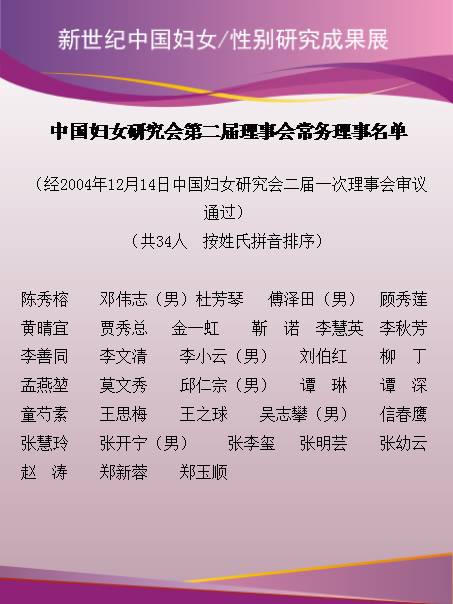 新世纪中国妇女/性别研究成果展
中国妇女研究会第二届理事会常务理事名单
（经2004年12月14日中国妇女研究会二届一次理事会审议
通过）
（共34人　按姓氏拼音排序）
陈秀榕　邓伟志（男）杜芳琴　傅泽田（男）　顾秀莲
黄晴宜　贾秀总　金一虹　靳　诺　李慧英　李秋芳
李善同　李文清　李小云（男）　刘伯红　柳　丁
孟燕堃　莫文秀　邱仁宗（男）　谭　琳　谭　深
童芍素　王思梅　王之球　吴志攀（男）　信春鹰
张慧玲　张开宁（男）　张李玺　张明芸　张幼云
赵　涛　郑新蓉　郑玉顺